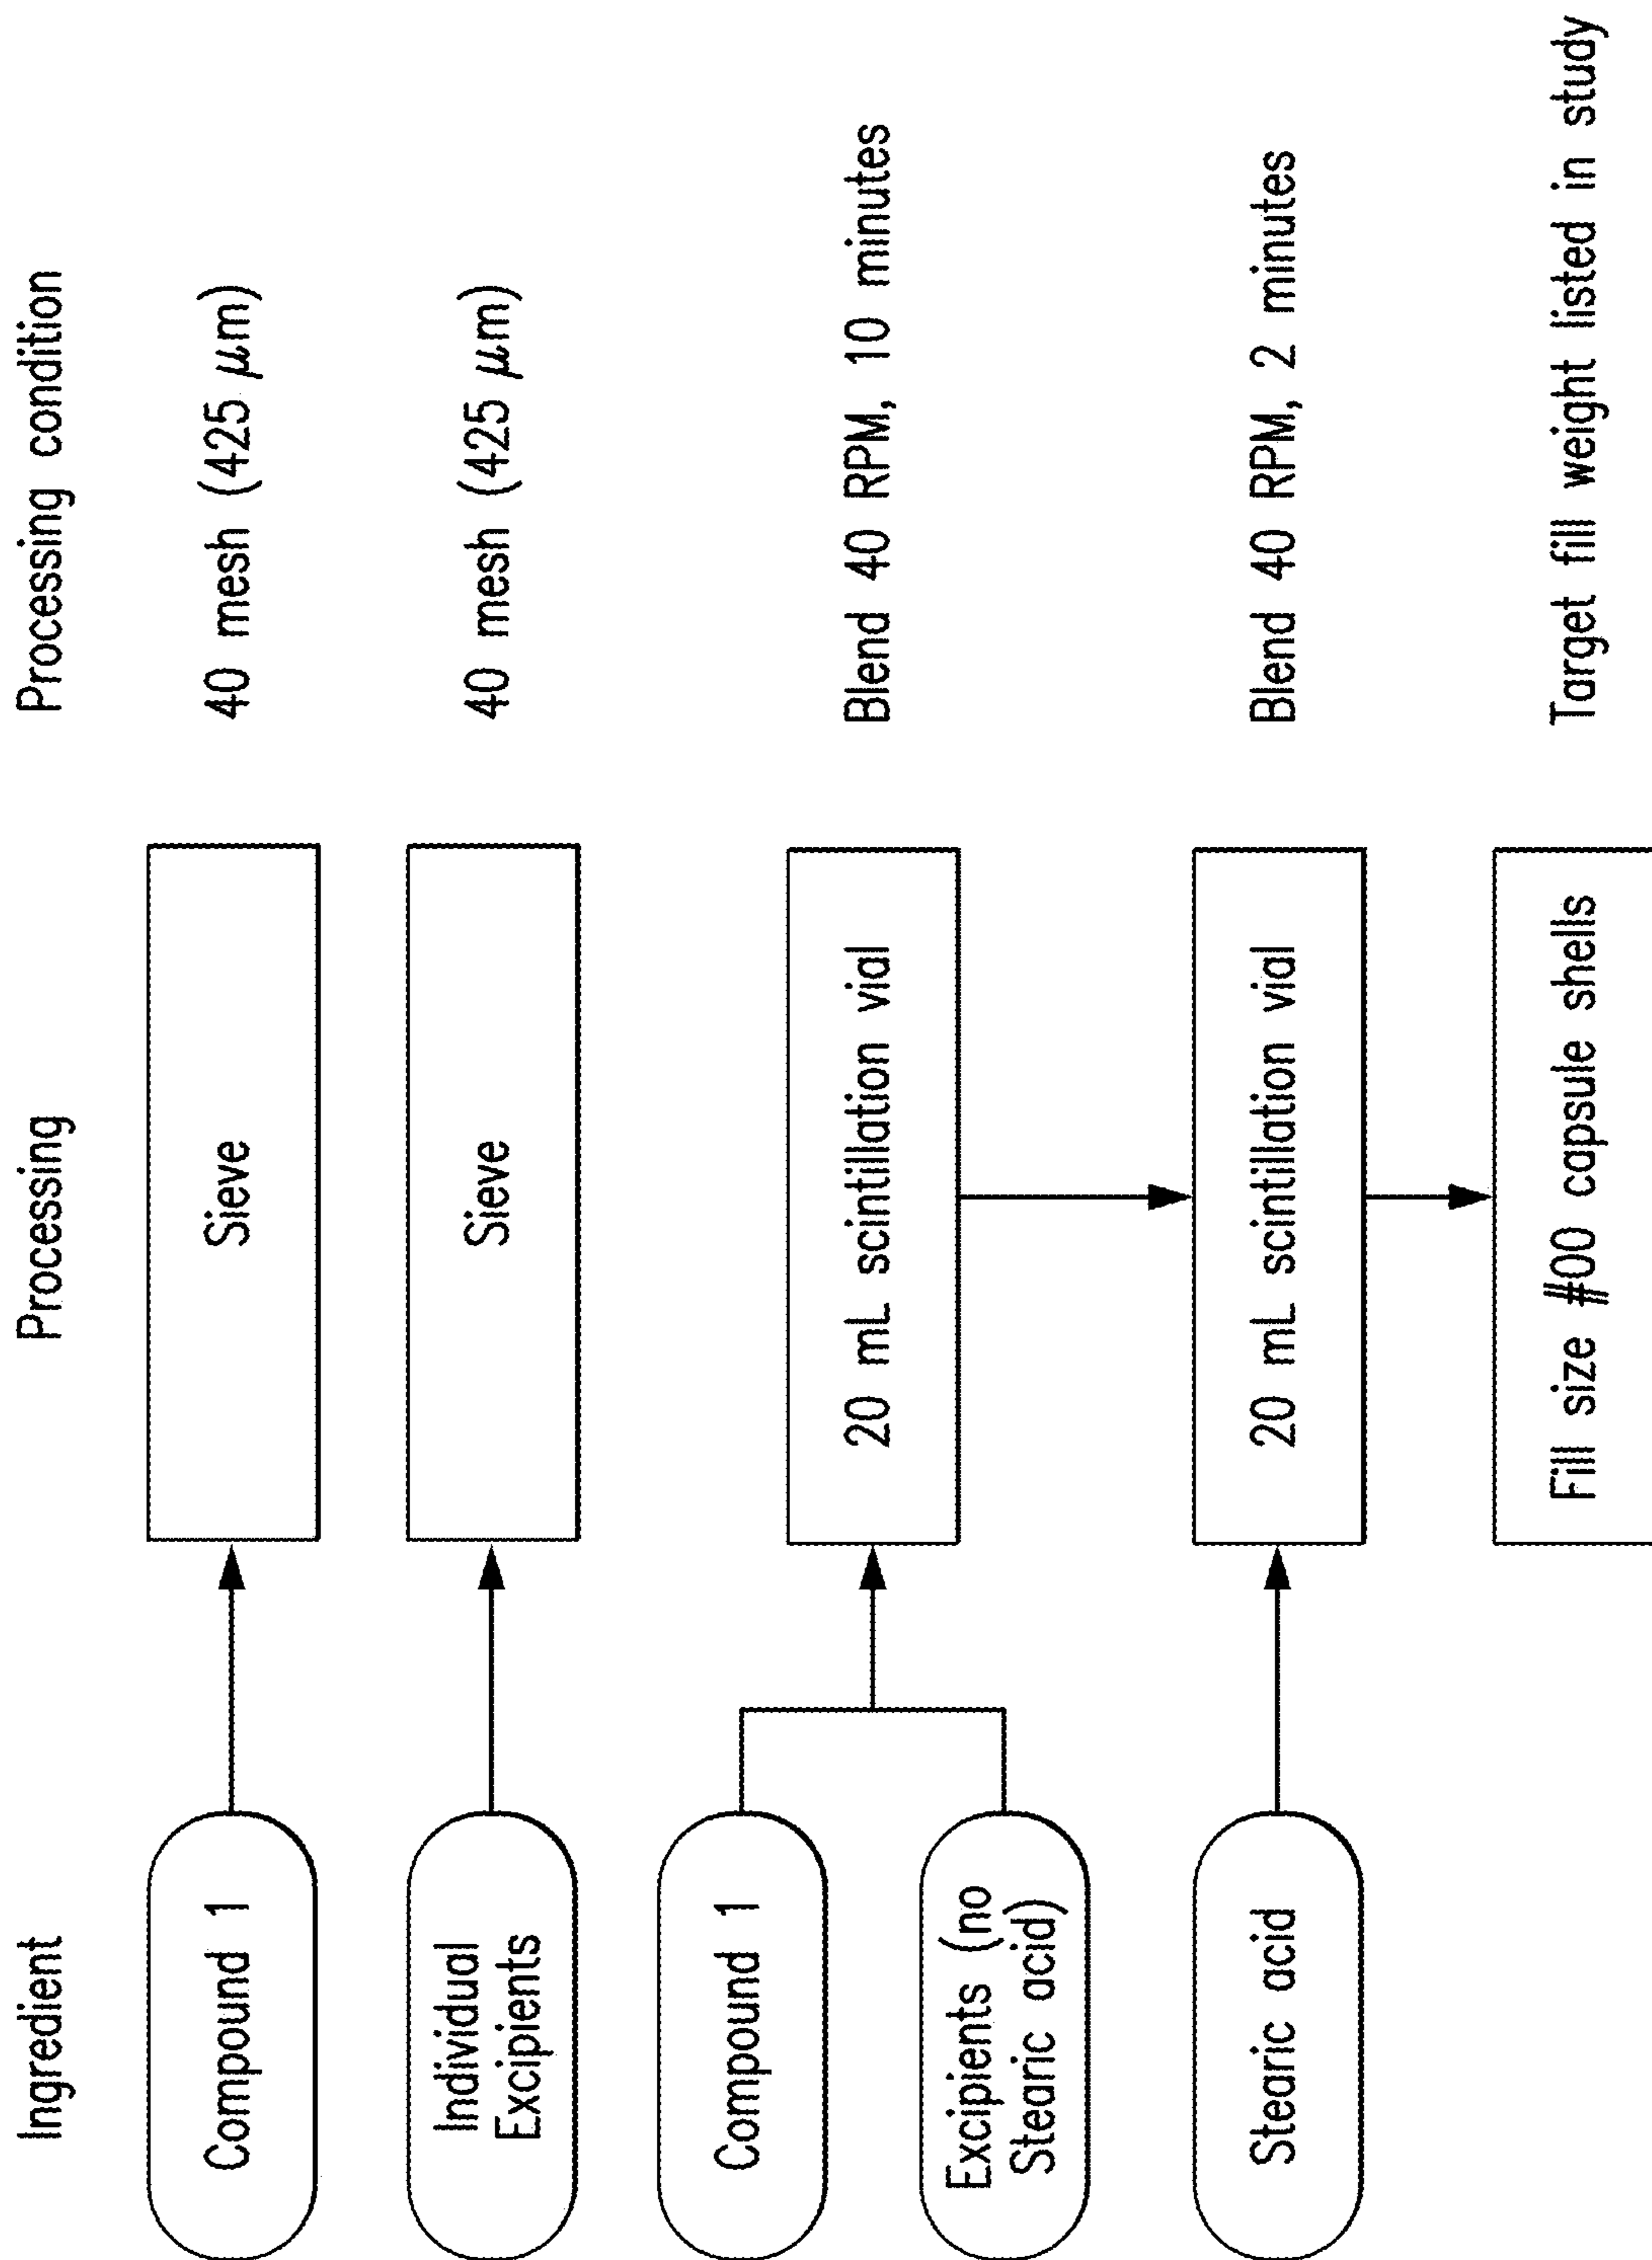 Ingredient
Processing
Processing condition
Compound 1
Sieve
40 mesh (425 μm)
Individual
Excipients
Sieve
40 mesh (425 μm)
Compound 1
Excipients (no
Stearic acid)
20 mL scintillation vial
Blend 40 RPM, 10 minutes
Stearic acid
20 mL scintillation vial
Blend 40 RPM, 2 minutes
Fill size #00 capsule shells
Target fill weight listed in study